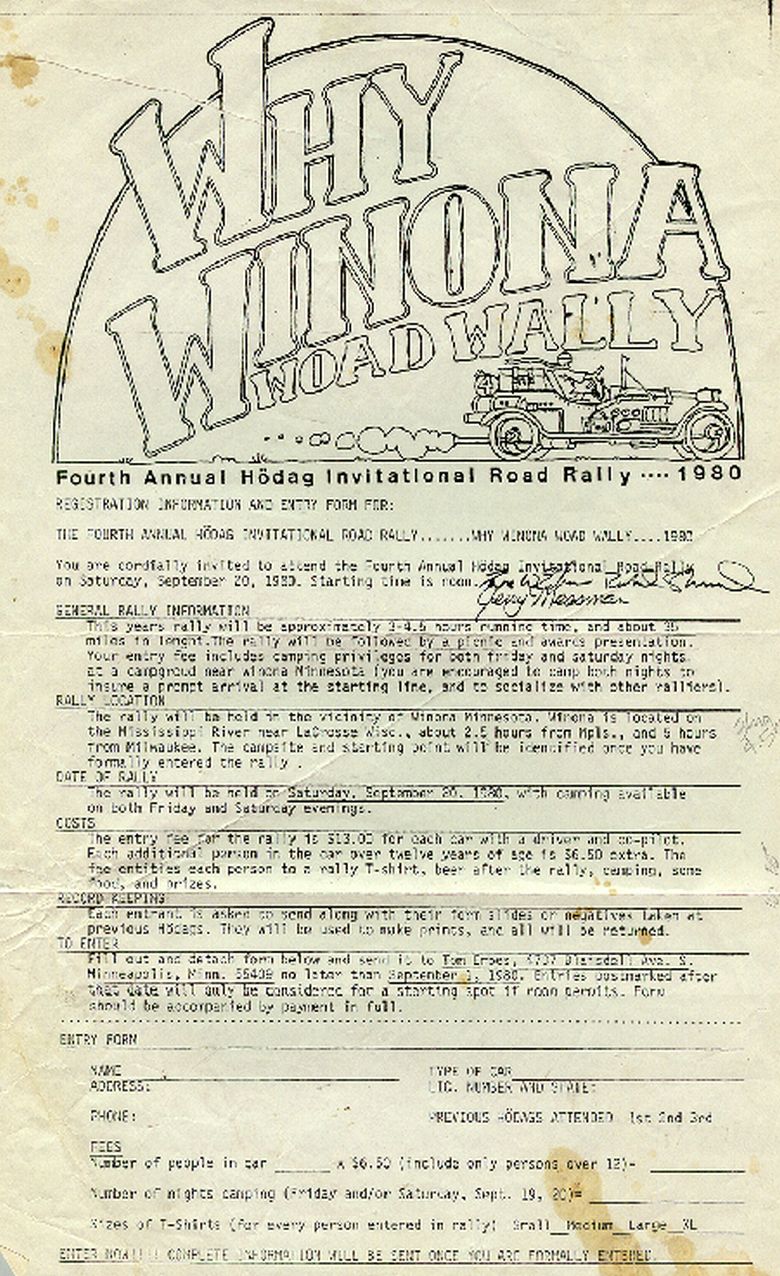 WHY
WINONA
WOAD WALLY
Fourth Annual Hödag Invitational Road Rally ···· 1980
REGISTRATION INFORMATION AND ENTRY FORM FOR:
THE FOURTH ANNUAL HÖDAG INVITATIONAL ROAD RALLY.......WHY WINONA WOAD WALLY....1980
You are cordially invited to attend the Fourth Annual Hödag Invitational Road Rally
on Saturday, September 20, 1980. Starting time is noon.
Jerry Messman
GENERAL RALLY INFORMATION
This years rally will be approximately 3-4.5 hours running time, and about 95
miles in lenght.The rally will be followed by a picnic and awards presentation.
Your entry fee includes camping privileges for both friday and saturday nights
at a campgroud near Winona Minnesota (you are encouraged to camp both nights to
insure a prompt arrival at the starting line, and to socialize with other ralliers).
RALLY LOCATION
The rally will be held in the vicinity of Winona Minnesota. Winona is located on
the Mississippi River near LaCrosse Wisc., about 2.5 hours from Mpls., and 5 hours
from Milwaukee. The campsite and starting point will be identified once you have
formally entered the rally .
DATE OF RALLY
The rally will be held on Saturday, September 20, 1980, with camping available
on both Friday and Saturday evenings.
COSTS
The entry fee for the rally is $13.00 for each car with a driver and co-pilot.
Each additional person in the car over twelve years of age is $6.50 extra. The
fee entitles each person to a rally T-shirt, beer after the rally, camping, some
food, and prizes.
RECORD KEEPING
Each entrant is asked to send along with their form slides or negatives taken at
previous Hödags. They will be used to make prints, and all will be returned.
TO ENTER
Fill out and detach form below and send it to Tom Blaisdell Ave. S.
Minneapolis, Minn. 55409 no later than September 1, 1980. Entries postmarked after
that date will only be considered for a starting spot if room permits. Form
should be accompanied by payment in full.
ENTRY FORM
NAME TYPE OF CAR
ADDRESS: LIC. NUMBER AND STATE:
PHONE: PREVIOUS HÖDAGS ATTENDED 1st 2nd 3rd
FEES
Number of people in car ______ x $6.50 (include only persons over 12)=
Number of nights camping (Friday and/or Saturday, Sept. 19, 20)=
Sizes of T-Shirts (for every person entered in rally) Small__Medium__Large__XL
ENTER NOW!!!! COMPLETE INFORMATION WILL BE SENT ONCE YOU ARE FORMALLY ENTERED.